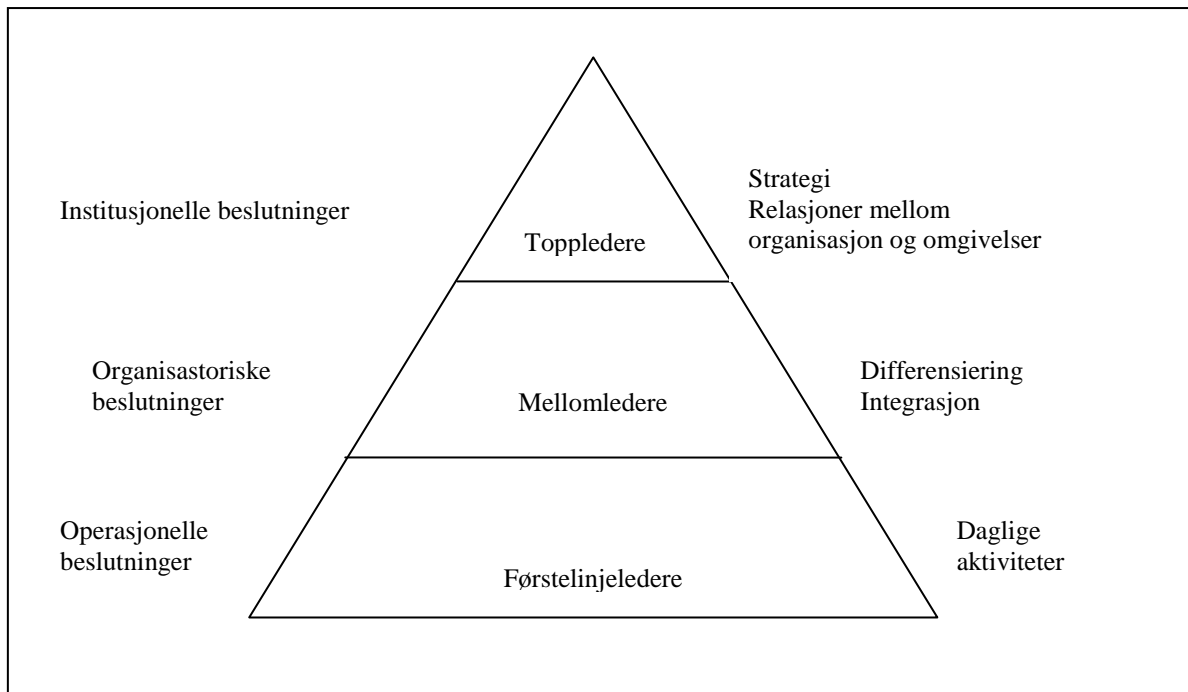 Institusjonelle beslutninger
Toppledere
Strategi
Relasjoner mellom
organisasjon og omgivelser
Organisastoriske
beslutninger
Mellomledere
Differensiering
Integrasjon
Operasjonelle
beslutninger
Førstelinjeledere
Daglige
aktiviteter